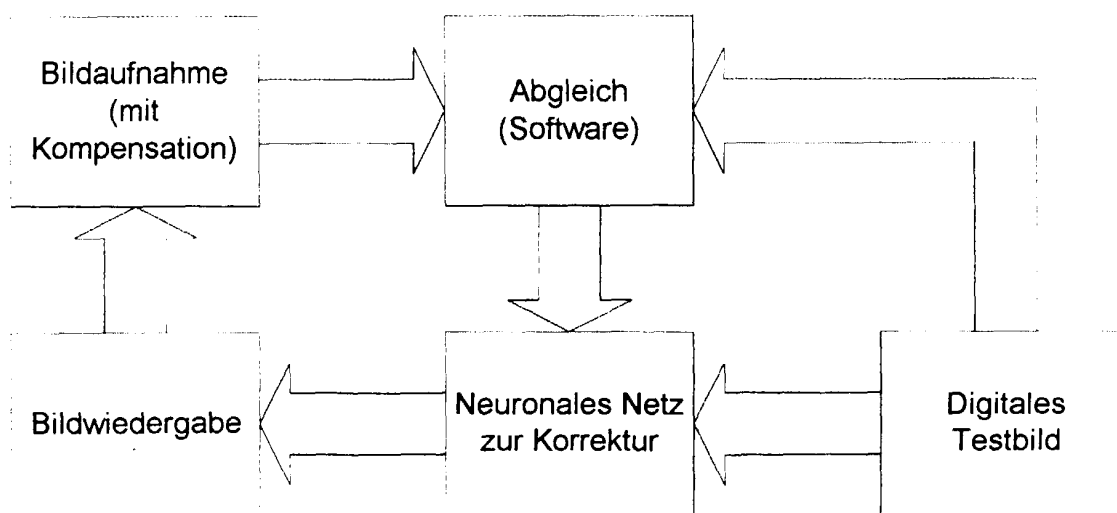 Bildaufnahme
(mit
Kompensation)
Abgleich
(Software)
Bildwiedergabe
Neuronales Netz
zur Korrektur
Digitales
Testbild